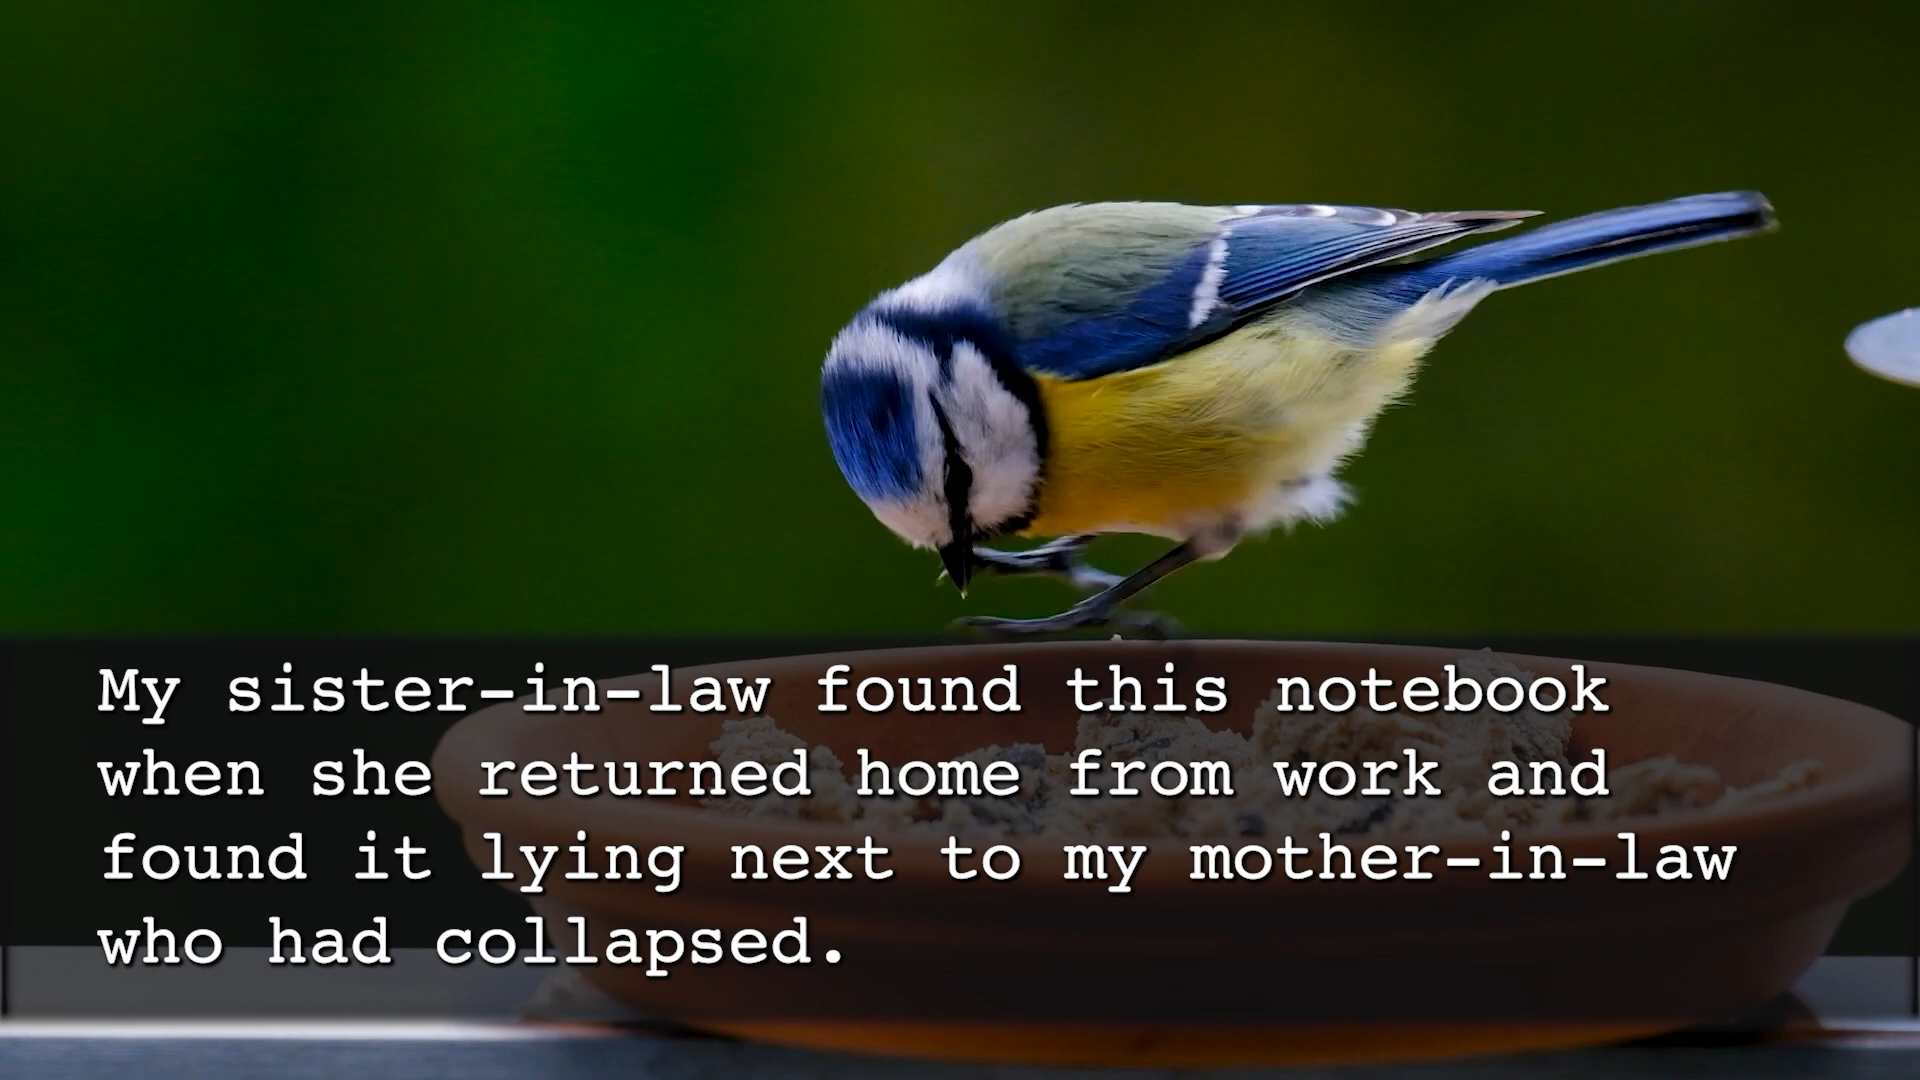 My sister-in-law found this notebook
when she returned home from work and
found it lying next to my mother-in-law
who had collapsed.